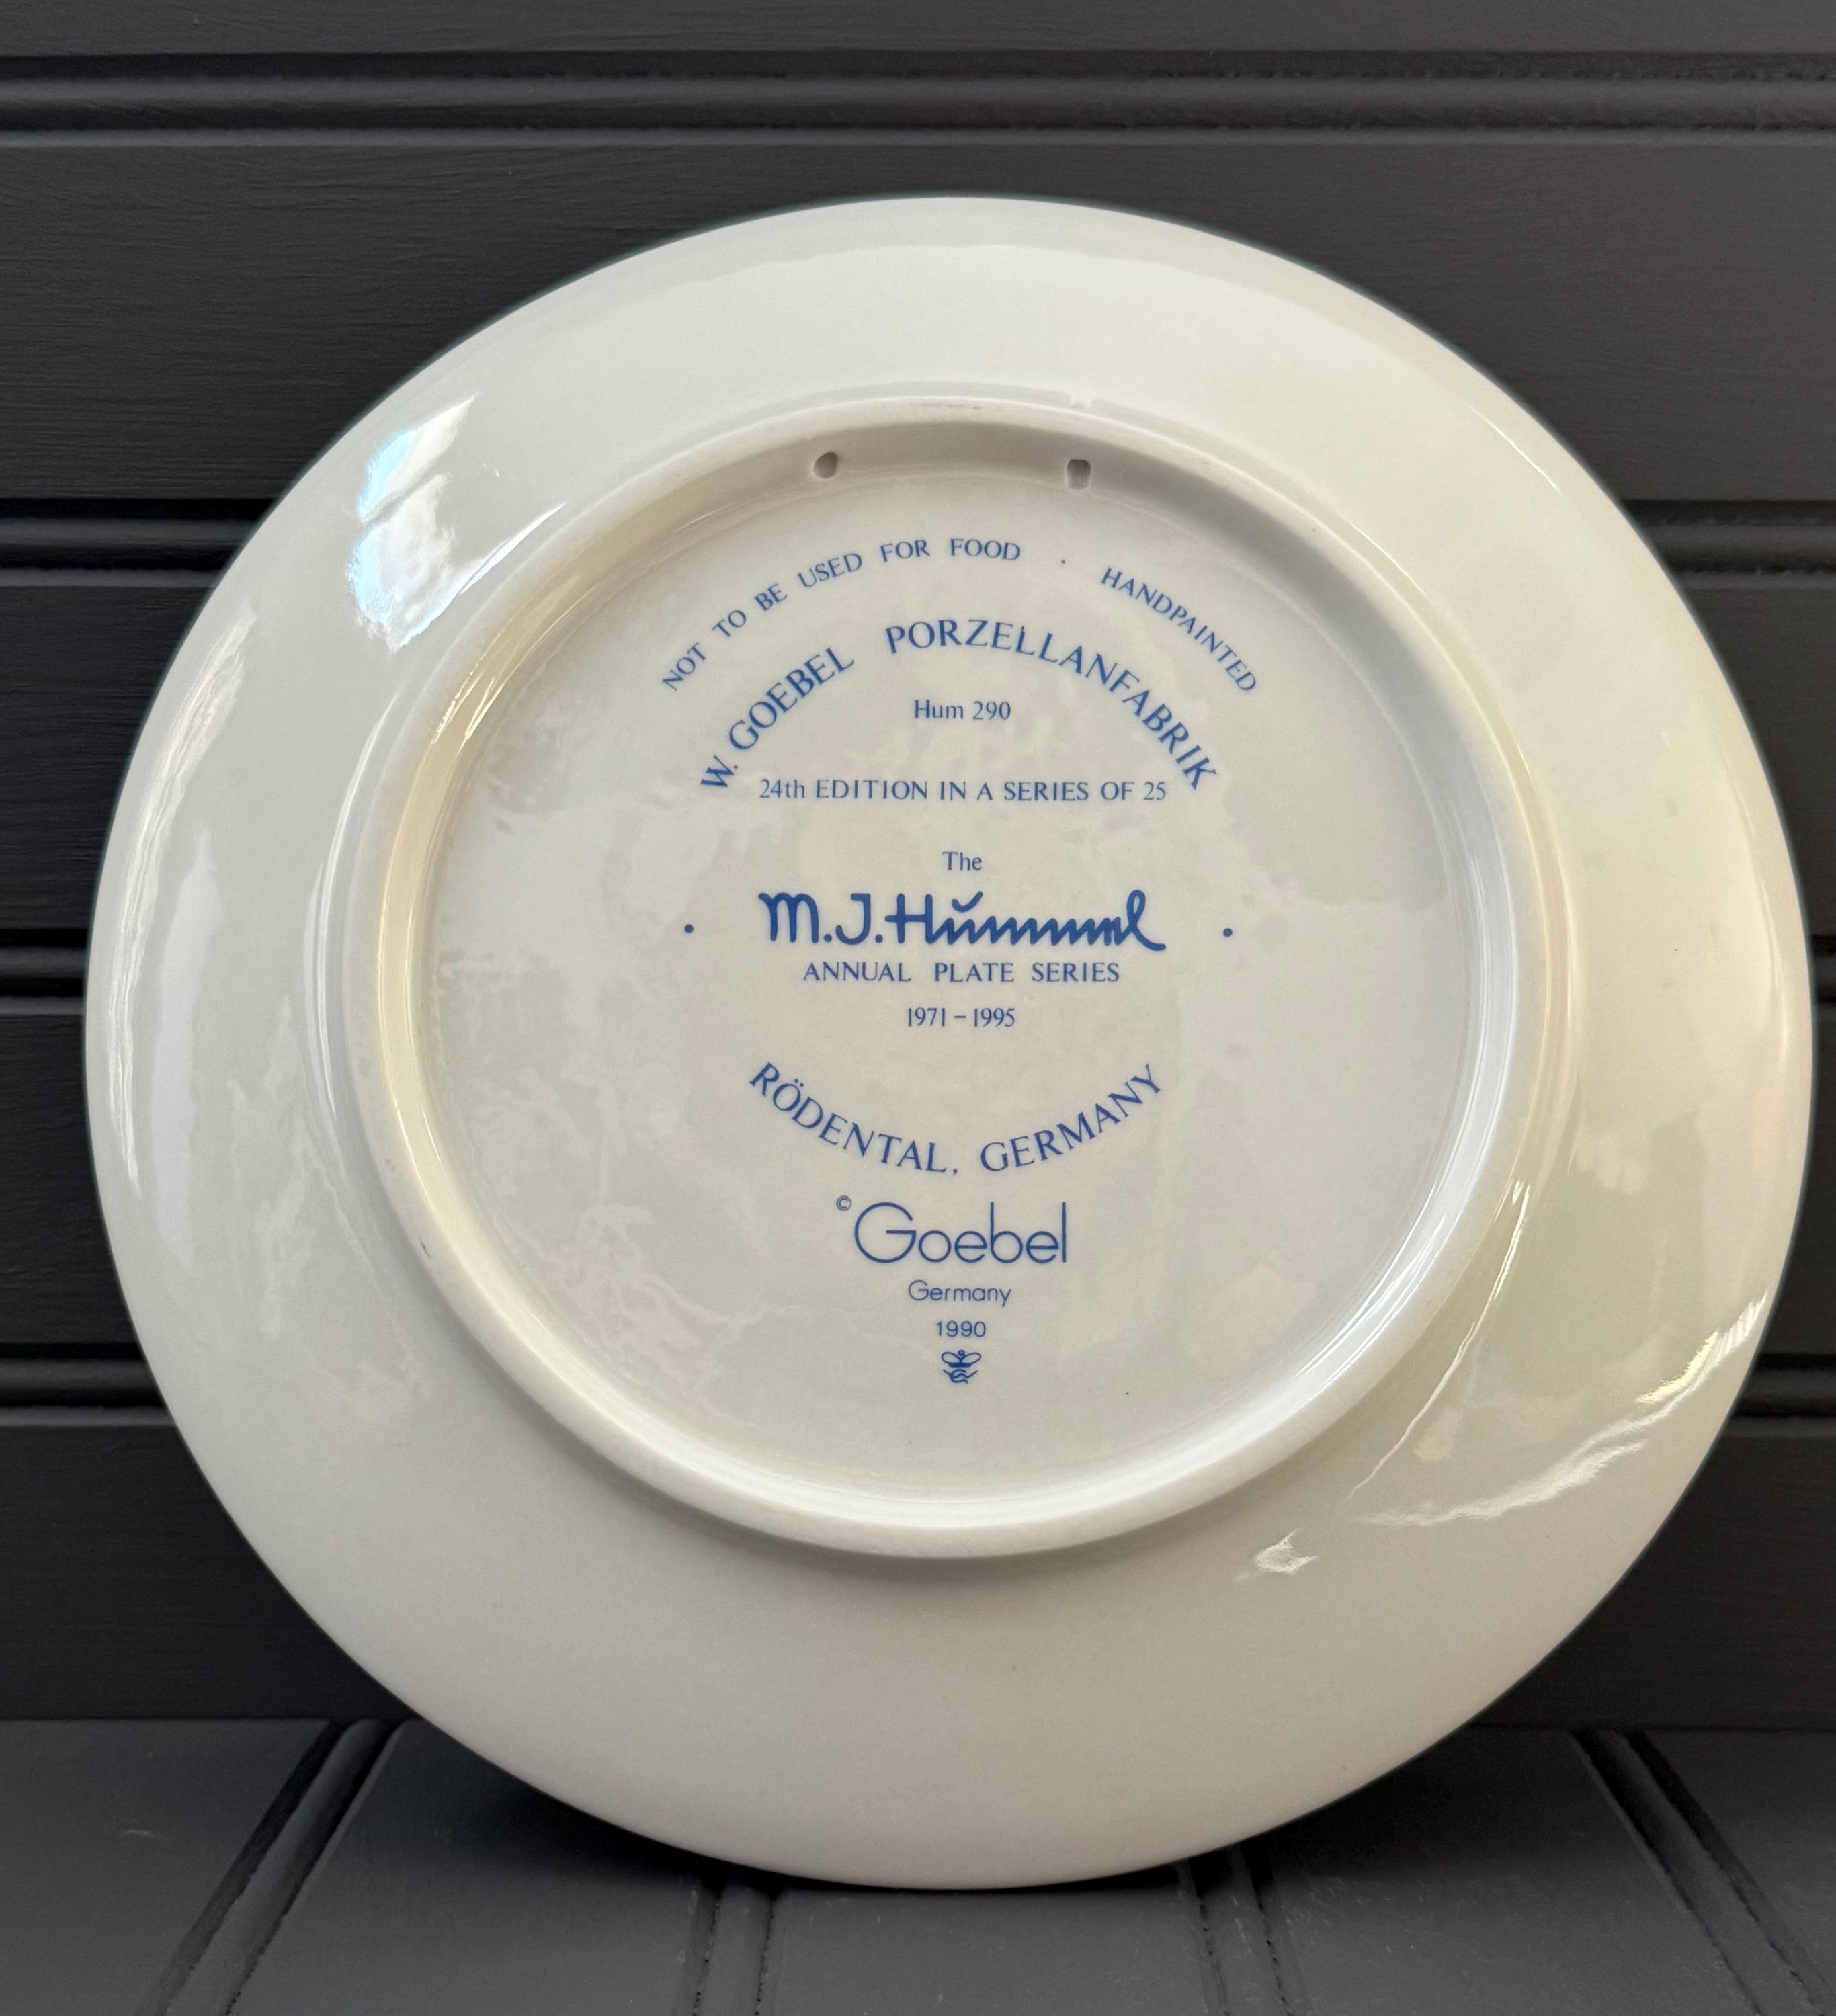 NOT TO BE USED FOR FOOD · HANDPAINTED
W. GOEBEL PORZELLANFABRIK
Hum 290
24th EDITION IN A SERIES OF 25
The
· M.J.Hummel ·
ANNUAL PLATE SERIES
1971 – 1995
RÖDENTAL, GERMANY
© Goebel
Germany
1990